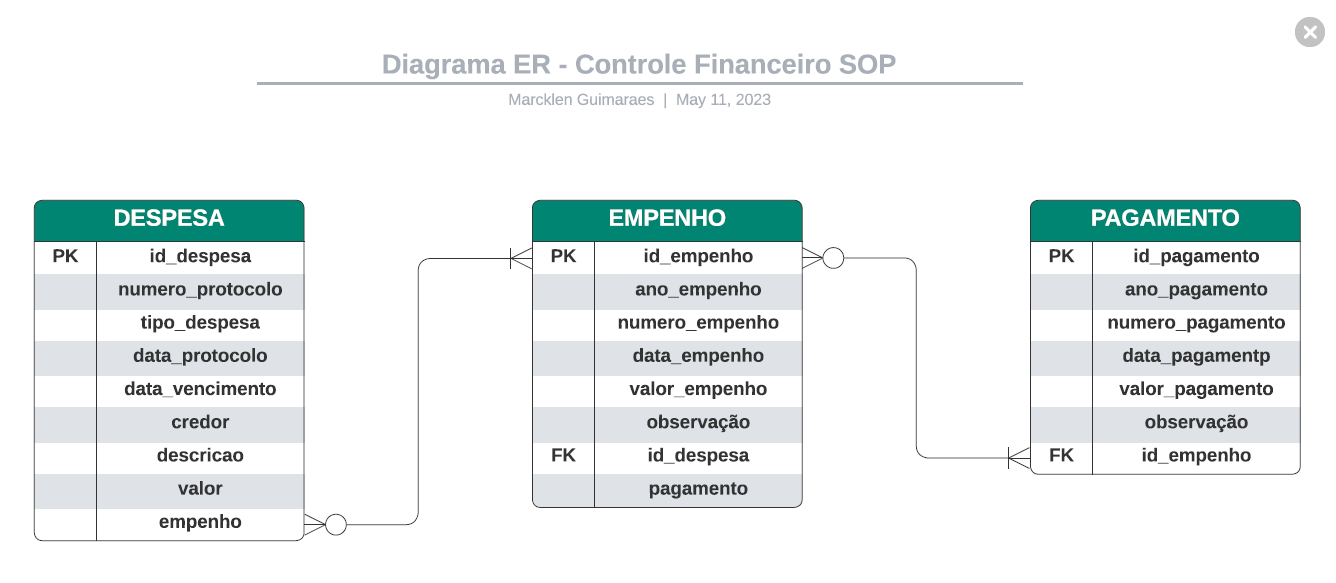 Diagrama ER - Controle Financeiro SOP
Marcklen Guimaraes | May 11, 2023
DESPESA
PK id_despesa
numero_protocolo
tipo_despesa
data_protocolo
data_vencimento
credor
descricao
valor
empenho
EMPENHO
PK id_empenho
ano_empenho
numero_empenho
data_empenho
valor_empenho
observação
FK id_despesa
pagamento
PAGAMENTO
PK id_pagamento
ano_pagamento
numero_pagamento
data_pagamentp
valor_pagamento
observação
FK id_empenho